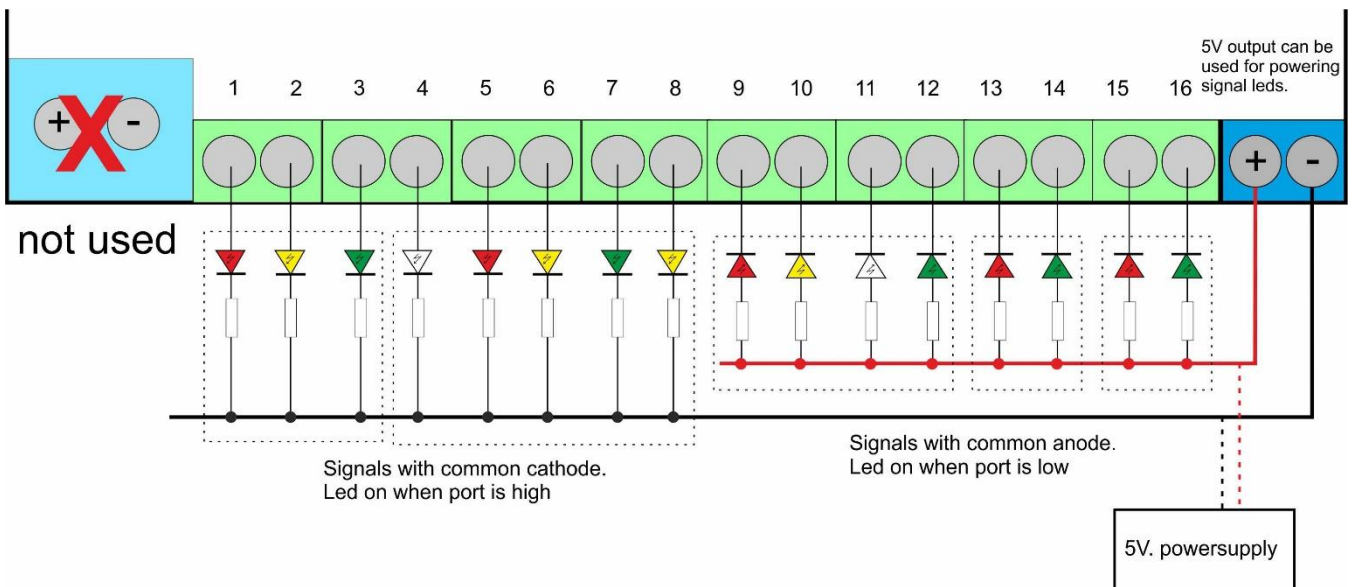 5V output can be
used for powering
signal leds.
1 2 3 4 5 6 7 8 9 10 11 12 13 14 15 16
+ X - + -
not used
Signals with common cathode.
Led on when port is high
Signals with common anode.
Led on when port is low
5V. powersupply